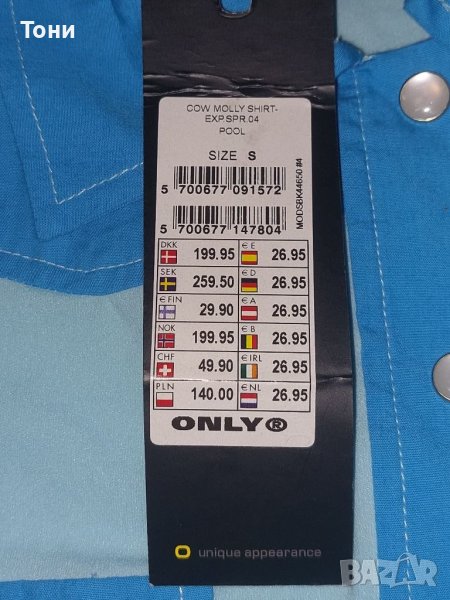 Тони
COW MOLLY SHIRT-
EXP.SPR.04
POOL
SIZE S
5 700677 091572
5 700677 147804
MODSBK44650 #4
DKK 199.95 € E 26.95
SEK 259.50 € D 26.95
€ FIN 29.90 € A 26.95
NOK 199.95 € B 26.95
CHF 49.90 € IRL 26.95
PLN 140.00 € NL 26.95
ONLY®
unique appearance
BAZAR